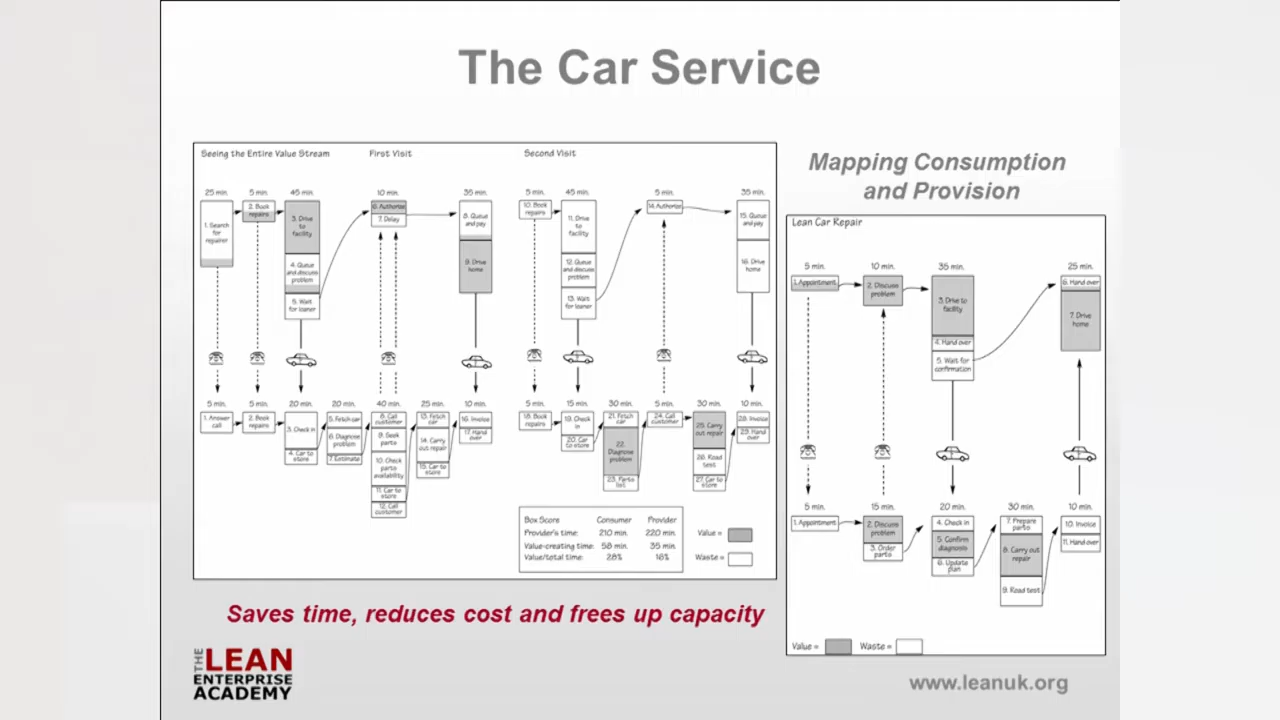 The Car Service
Seeing the Entire Value Stream
First Visit
Second Visit
25 min.
5 min.
45 min.
10 min.
35 min.
5 min.
45 min.
5 min.
35 min.
1. Search
for
repairer
2. Book
repairs
3. Drive
to
facility
4. Queue
and discuss
problem
5. Wait
for loaner
6. Authorize
7. Delay
8. Queue
and pay
9. Drive
home
10. Book
repairs
11. Drive to
facility
12. Queue
and discuss
problem
13. Wait
for loaner
14. Authorize
15. Queue
and pay
16. Drive
home
5 min.
5 min.
20 min.
20 min.
40 min.
25 min.
10 min.
5 min.
15 min.
30 min.
5 min.
30 min.
10 min.
1. Answer
call
2. Book
repairs
3. Check in
4. Car to
store
5. Fetch car
6. Diagnose
problem
7. Estimate
8. Call
customer
9. Seek
parts
10. Check
parts
availability
11. Car to
store
12. Call
customer
13. Fetch
car
14. Carry
out repair
15. Car to
store
16. Invoice
17. Hand
over
18. Book
repairs
19. Check
in
20. Car
to store
21. Fetch
car
22.
Diagnose
problem
23. Parts
list
24. Call
customer
25. Carry
out repair
26. Road
test
27. Car to
store
28. Invoice
29. Hand
over
Box Score Consumer Provider
Provider's time: 210 min. 220 min.
Value-creating time: 58 min. 35 min.
Value/total time: 28% 16%
Value =
Waste =
Mapping Consumption
and Provision
Lean Car Repair
5 min.
10 min.
35 min.
25 min.
1. Appointment
2. Discuss
problem
3. Drive to
facility
4. Hand over
5. Wait for
confirmation
6. Hand over
7. Drive
home
5 min.
15 min.
20 min.
30 min.
10 min.
1. Appointment
2. Discuss
problem
3. Order
parts
4. Check in
5. Confirm
diagnosis
6. Update
plan
7. Prepare
parts
8. Carry out
repair
9. Road test
10. Invoice
11. Hand over
Value =
Waste =
Saves time, reduces cost and frees up capacity
THE LEAN
ENTERPRISE
ACADEMY
www.leanuk.org